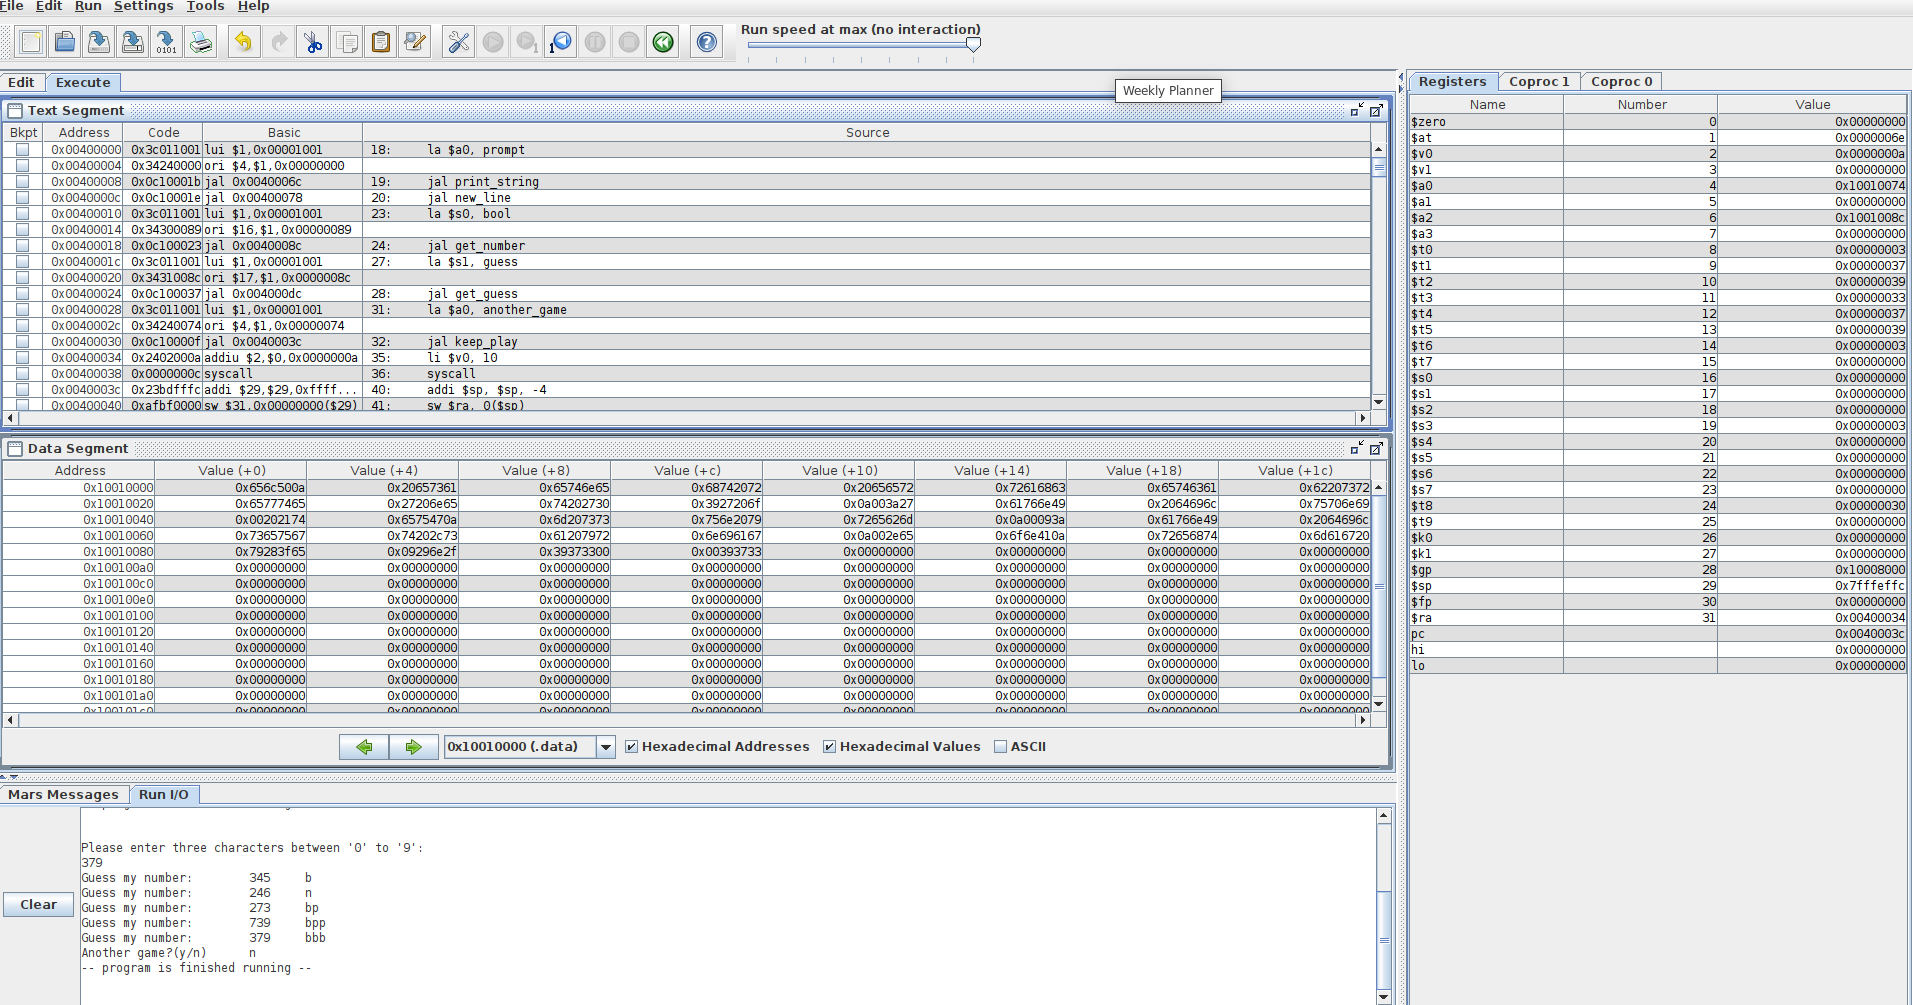 File Edit Run Settings Tools Help
Run speed at max (no interaction)
0101
1
1
?
Edit Execute
Weekly Planner
Text Segment
Bkpt Address Code Basic Source
0x00400000 0x3c011001 lui $1,0x00001001 18: la $a0, prompt
0x00400004 0x34240000 ori $4,$1,0x00000000
0x00400008 0x0c10001b jal 0x0040006c 19: jal print_string
0x0040000c 0x0c10001e jal 0x00400078 20: jal new_line
0x00400010 0x3c011001 lui $1,0x00001001 23: la $s0, bool
0x00400014 0x34300089 ori $16,$1,0x00000089
0x00400018 0x0c100023 jal 0x0040008c 24: jal get_number
0x0040001c 0x3c011001 lui $1,0x00001001 27: la $s1, guess
0x00400020 0x3431008c ori $17,$1,0x0000008c
0x00400024 0x0c100037 jal 0x004000dc 28: jal get_guess
0x00400028 0x3c011001 lui $1,0x00001001 31: la $a0, another_game
0x0040002c 0x34240074 ori $4,$1,0x00000074
0x00400030 0x0c10000f jal 0x0040003c 32: jal keep_play
0x00400034 0x2402000a addiu $2,$0,0x0000000a 35: li $v0, 10
0x00400038 0x0000000c syscall 36: syscall
0x0040003c 0x23bdfffc addi $29,$29,0xffff... 40: addi $sp, $sp, -4
0x00400040 0xafbf0000 sw $31,0x00000000($29) 41: sw $ra, 0($sp)
Data Segment
Address Value (+0) Value (+4) Value (+8) Value (+c) Value (+10) Value (+14) Value (+18) Value (+1c)
0x10010000 0x656c500a 0x20657361 0x65746e65 0x68742072 0x20656572 0x72616863 0x65746361 0x62207372
0x10010020 0x65777465 0x27206e65 0x74202730 0x3927206f 0x0a003a27 0x61766e49 0x2064696c 0x75706e69
0x10010040 0x00202174 0x6575470a 0x6d207373 0x756e2079 0x7265626d 0x0a00093a 0x61766e49 0x2064696c
0x10010060 0x73657567 0x74202c73 0x61207972 0x6e696167 0x0a002e65 0x6f6e410a 0x72656874 0x6d616720
0x10010080 0x79283f65 0x09296e2f 0x39373300 0x00393733 0x00000000 0x00000000 0x00000000 0x00000000
0x100100a0 0x00000000 0x00000000 0x00000000 0x00000000 0x00000000 0x00000000 0x00000000 0x00000000
0x100100c0 0x00000000 0x00000000 0x00000000 0x00000000 0x00000000 0x00000000 0x00000000 0x00000000
0x100100e0 0x00000000 0x00000000 0x00000000 0x00000000 0x00000000 0x00000000 0x00000000 0x00000000
0x10010100 0x00000000 0x00000000 0x00000000 0x00000000 0x00000000 0x00000000 0x00000000 0x00000000
0x10010120 0x00000000 0x00000000 0x00000000 0x00000000 0x00000000 0x00000000 0x00000000 0x00000000
0x10010140 0x00000000 0x00000000 0x00000000 0x00000000 0x00000000 0x00000000 0x00000000 0x00000000
0x10010160 0x00000000 0x00000000 0x00000000 0x00000000 0x00000000 0x00000000 0x00000000 0x00000000
0x10010180 0x00000000 0x00000000 0x00000000 0x00000000 0x00000000 0x00000000 0x00000000 0x00000000
0x100101a0 0x00000000 0x00000000 0x00000000 0x00000000 0x00000000 0x00000000 0x00000000 0x00000000
0x100101c0 0x00000000 0x00000000 0x00000000 0x00000000 0x00000000 0x00000000 0x00000000 0x00000000
0x10010000 (.data) Hexadecimal Addresses Hexadecimal Values ASCII
Mars Messages Run I/O
Clear
Please enter three characters between '0' to '9':
379
Guess my number: 345 b
Guess my number: 246 n
Guess my number: 273 bp
Guess my number: 739 bpp
Guess my number: 379 bbb
Another game?(y/n) n
-- program is finished running --
Registers Coproc 1 Coproc 0
Name Number Value
$zero 0 0x00000000
$at 1 0x0000006e
$v0 2 0x0000000a
$v1 3 0x00000000
$a0 4 0x10010074
$a1 5 0x00000000
$a2 6 0x1001008c
$a3 7 0x00000000
$t0 8 0x00000003
$t1 9 0x00000037
$t2 10 0x00000039
$t3 11 0x00000033
$t4 12 0x00000037
$t5 13 0x00000039
$t6 14 0x00000003
$t7 15 0x00000000
$s0 16 0x00000000
$s1 17 0x00000000
$s2 18 0x00000000
$s3 19 0x00000003
$s4 20 0x00000000
$s5 21 0x00000000
$s6 22 0x00000000
$s7 23 0x00000000
$t8 24 0x00000030
$t9 25 0x00000000
$k0 26 0x00000000
$k1 27 0x00000000
$gp 28 0x10008000
$sp 29 0x7fffeffc
$fp 30 0x00000000
$ra 31 0x00400034
pc 0x0040003c
hi 0x00000000
lo 0x00000000